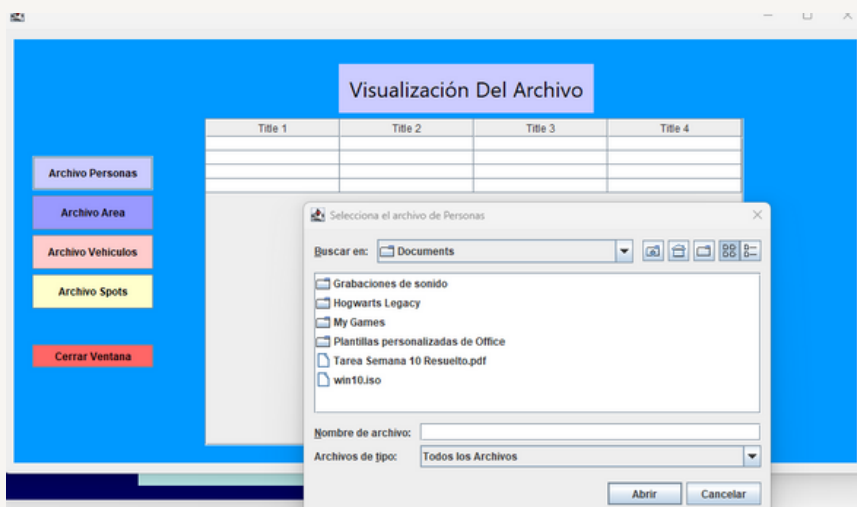 Visualización Del Archivo
Title 1 Title 2 Title 3 Title 4
Archivo Personas
Archivo Area
Archivo Vehiculos
Archivo Spots
Cerrar Ventana
Selecciona el archivo de Personas
Buscar en: Documents
Grabaciones de sonido
Hogwarts Legacy
My Games
Plantillas personalizadas de Office
Tarea Semana 10 Resuelto.pdf
win10.iso
Nombre de archivo:
Archivos de tipo: Todos los Archivos
Abrir Cancelar